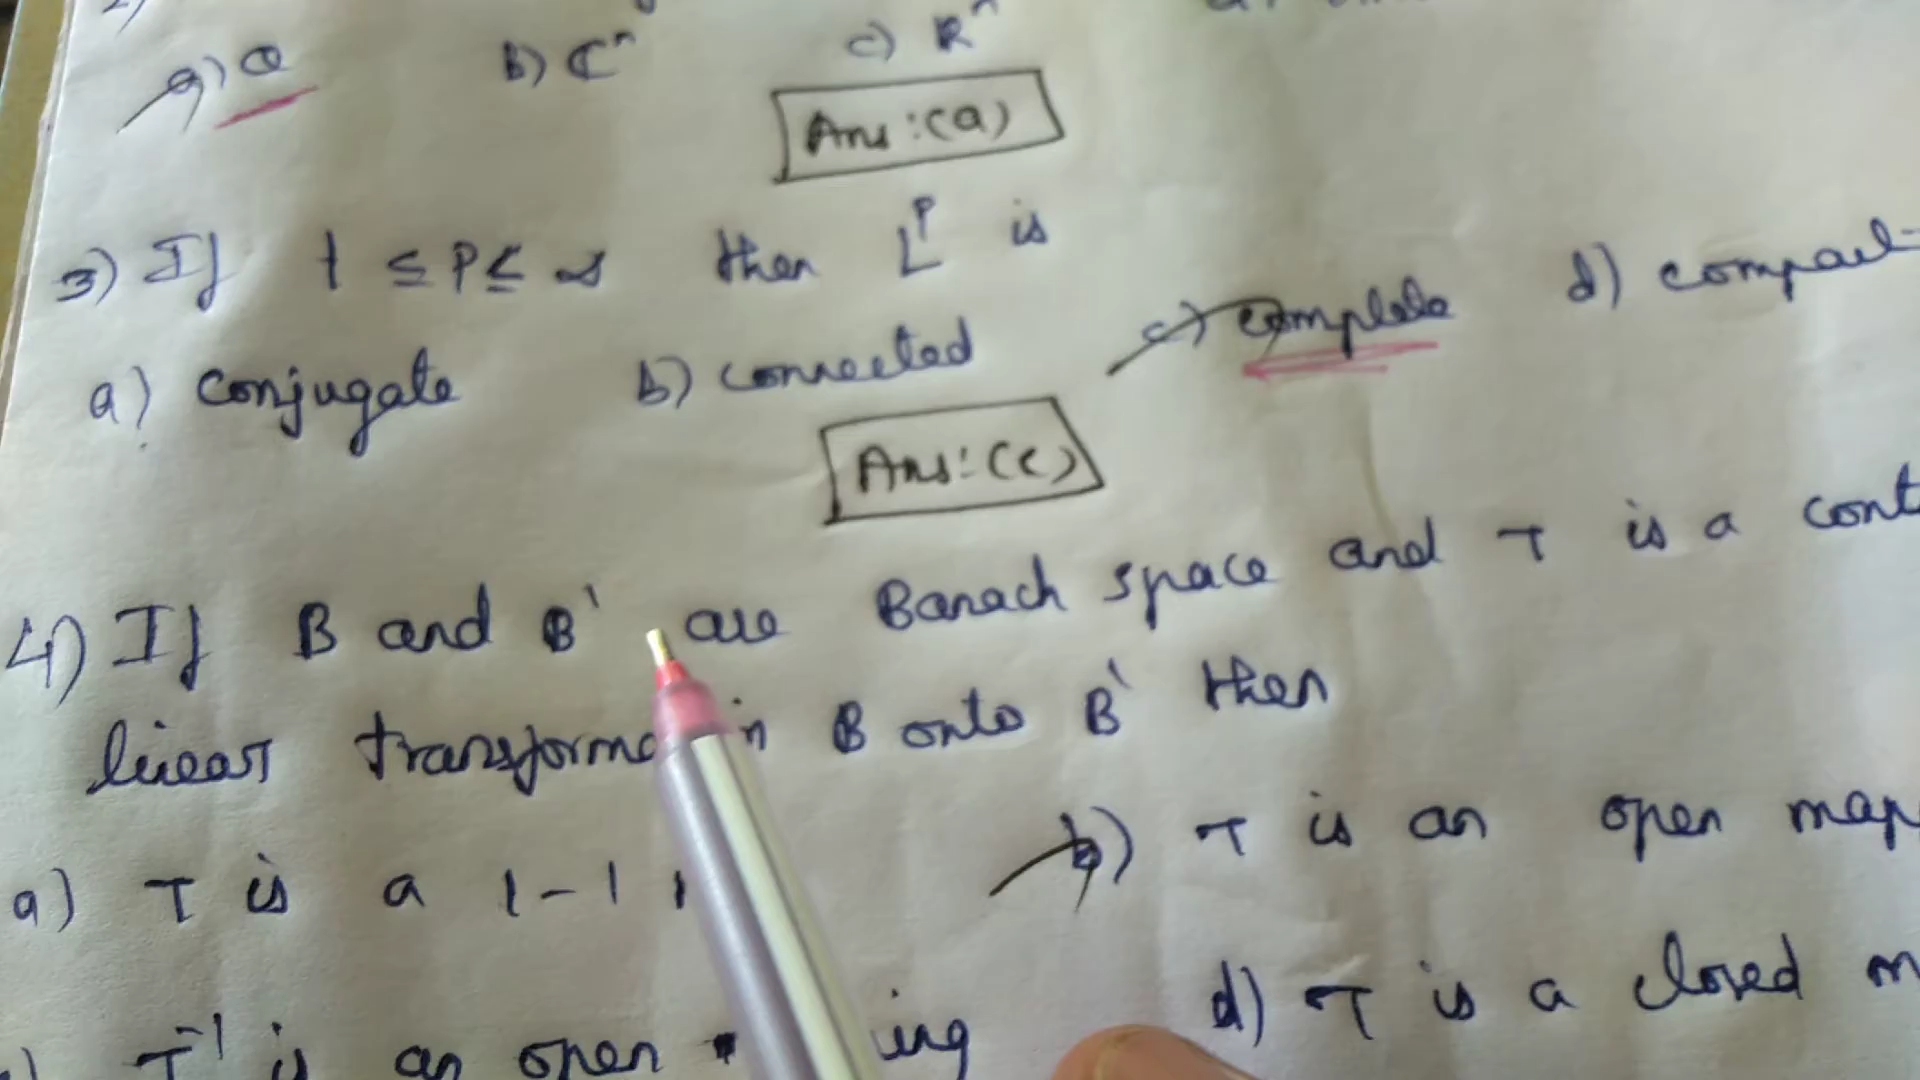 a) Q b) ℂⁿ c) Rⁿ
Ans:(a)
3) If 1 ≤ P ≤ ∞ then Lᴾ is
a) conjugate b) connected c) complete d) compact
Ans:(c)
4) If B and B' are Banach space and T is a cont
linear transforma n B onto B' then
a) T is a 1-1 b) T is an open map
T⁻¹ is an open ing d) T is a closed m